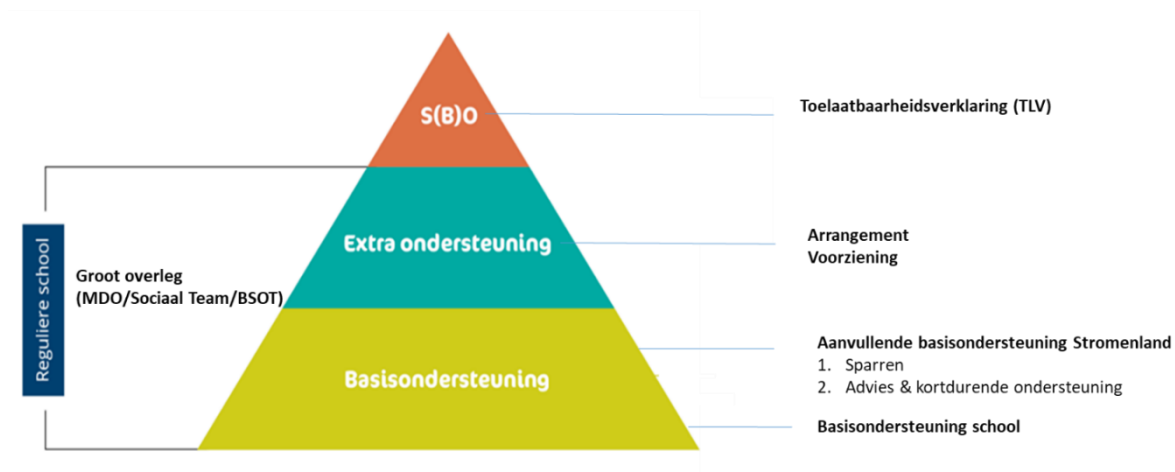 S(B)O
Toelaatbaarheidsverklaring (TLV)
Extra ondersteuning
Arrangement
Voorziening
Reguliere school
Groot overleg
(MDO/Sociaal Team/BSOT)
Basisondersteuning
Aanvullende basisondersteuning Stromenland
1. Sparren
2. Advies & kortdurende ondersteuning
Basisondersteuning school